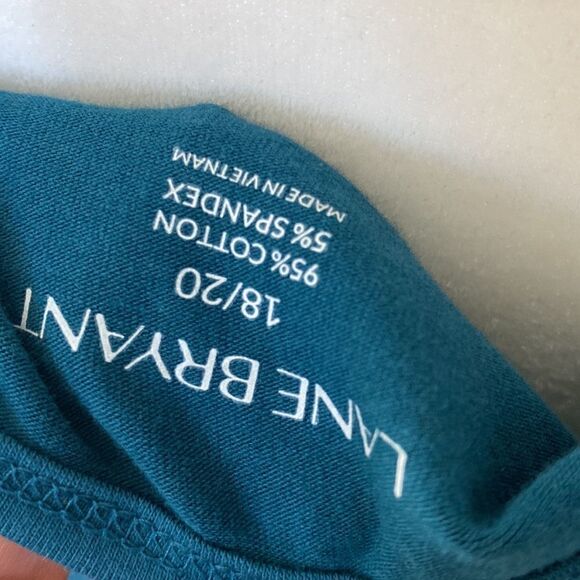 LANE BRYANT
18/20
95% COTTON
5% SPANDEX
MADE IN VIETNAM